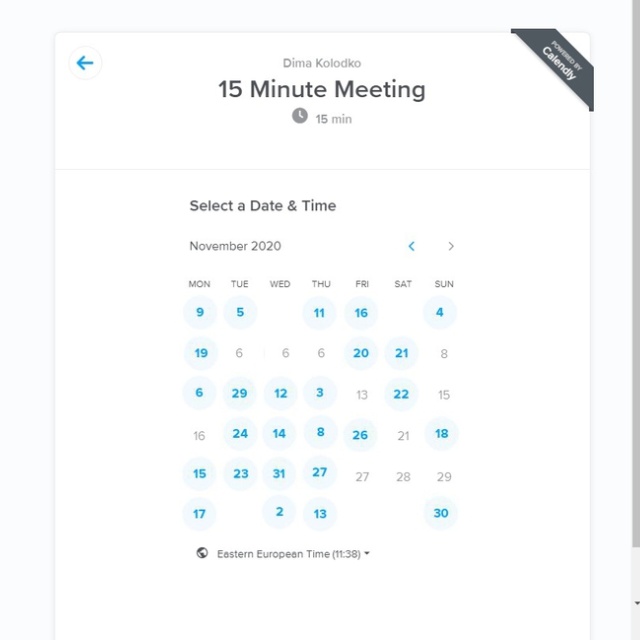 Dima Kolodko
15 Minute Meeting
15 min
POWERED BY
Calendly
Select a Date & Time
November 2020
MON TUE WED THU FRI SAT SUN
9 5 11 16 4
19 6 6 6 20 21 8
6 29 12 3 13 22 15
16 24 14 8 26 21 18
15 23 31 27 27 28 29
17 2 13 30
Eastern European Time (11:38)